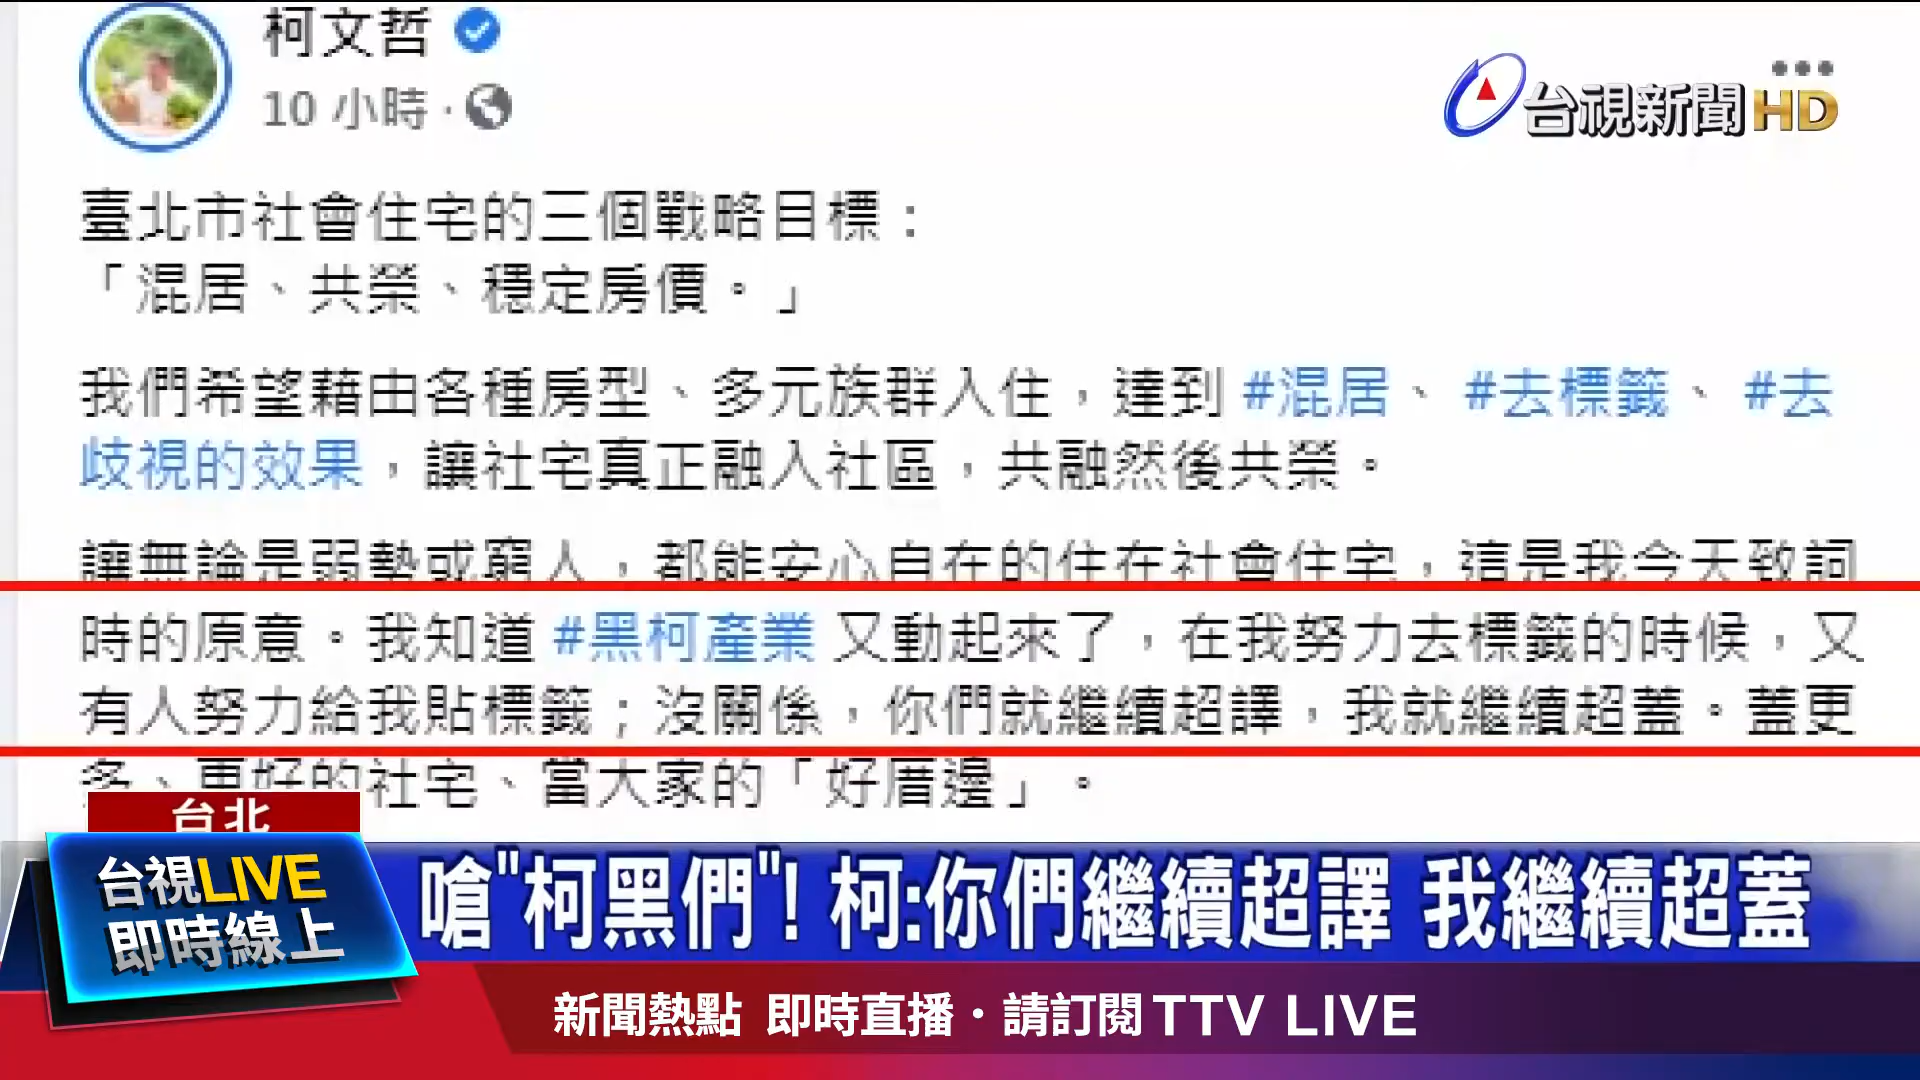 柯文哲
10 小時 ·
台視新聞 HD
臺北市社會住宅的三個戰略目標：
「混居、共榮、穩定房價。」
我們希望藉由各種房型、多元族群入住，達到 #混居、 #去標籤、 #去
歧視的效果，讓社宅真正融入社區，共融然後共榮。
讓無論是弱勢或窮人，都能安心自在的住在社會住宅，這是我今天致詞
時的原意。我知道 #黑柯產業 又動起來了，在我努力去標籤的時候，又
有人努力給我貼標籤；沒關係，你們就繼續超譯，我就繼續超蓋。蓋更
多、更好的社宅、當大家的「好厝邊」。
台北
台視LIVE
即時線上
嗆"柯黑們"! 柯:你們繼續超譯 我繼續超蓋
新聞熱點 即時直播・請訂閱TTV LIVE